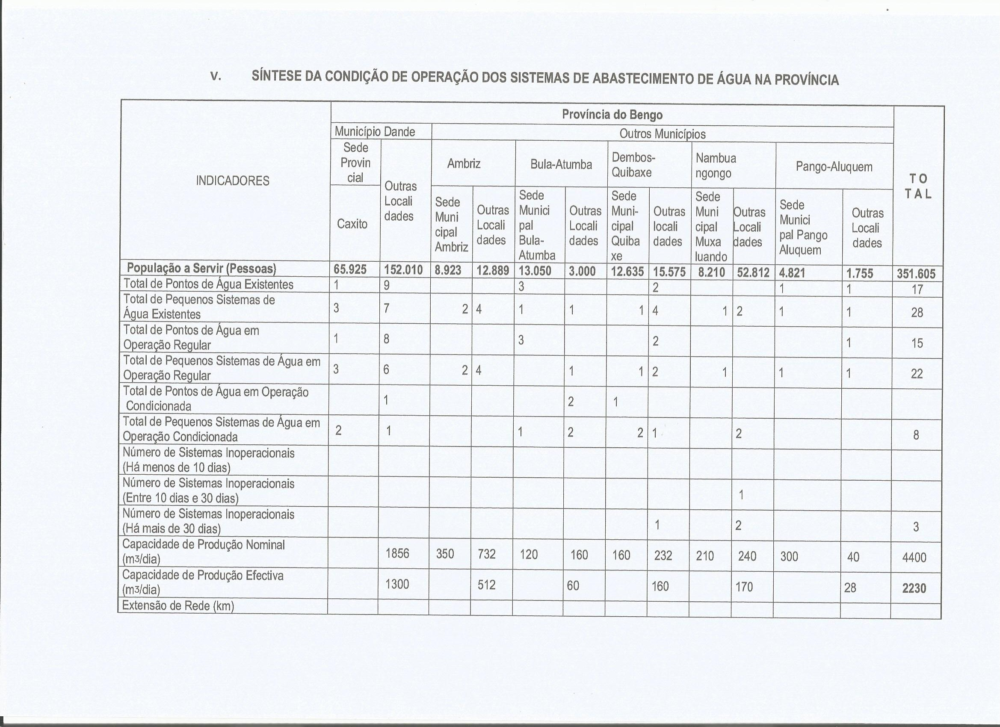 V. SÍNTESE DA CONDIÇÃO DE OPERAÇÃO DOS SISTEMAS DE ABASTECIMENTO DE ÁGUA NA PROVÍNCIA
INDICADORES
Província do Bengo
TO
TAL
Município Dande
Outros Municípios
Sede
Provin
cial
Outras
Locali
dades
Ambriz
Bula-Atumba
Dembos-
Quibaxe
Nambua
ngongo
Pango-Aluquem
Caxito
Sede
Muni
cipal
Ambriz
Outras
Locali
dades
Sede
Munici
pal
Bula-
Atumba
Outras
Locali
dades
Sede
Muni-
cipal
Quiba
xe
Outras
locali
dades
Sede
Muni
cipal
Muxa
luando
Outras
Locali
dades
Sede
Munici
pal Pango
Aluquem
Outras
Locali
dades
População a Servir (Pessoas) 65.925 152.010 8.923 12.889 13.050 3.000 12.635 15.575 8.210 52.812 4.821 1.755 351.605
Total de Pontos de Água Existentes 1 9 3 2 1 1 17
Total de Pequenos Sistemas de
Água Existentes 3 7 2 4 1 1 1 4 1 2 1 1 28
Total de Pontos de Água em
Operação Regular 1 8 3 2 1 15
Total de Pequenos Sistemas de Água em
Operação Regular 3 6 2 4 1 1 2 1 1 1 22
Total de Pontos de Água em Operação
Condicionada 1 2 1
Total de Pequenos Sistemas de Água em
Operação Condicionada 2 1 1 2 2 1 2 8
Número de Sistemas Inoperacionais
(Há menos de 10 dias)
Número de Sistemas Inoperacionais
(Entre 10 dias e 30 dias) 1
Número de Sistemas Inoperacionais
(Há mais de 30 dias) 1 2 3
Capacidade de Produção Nominal
(m3/dia) 1856 350 732 120 160 160 232 210 240 300 40 4400
Capacidade de Produção Efectiva
(m3/dia) 1300 512 60 160 170 28 2230
Extensão de Rede (km)